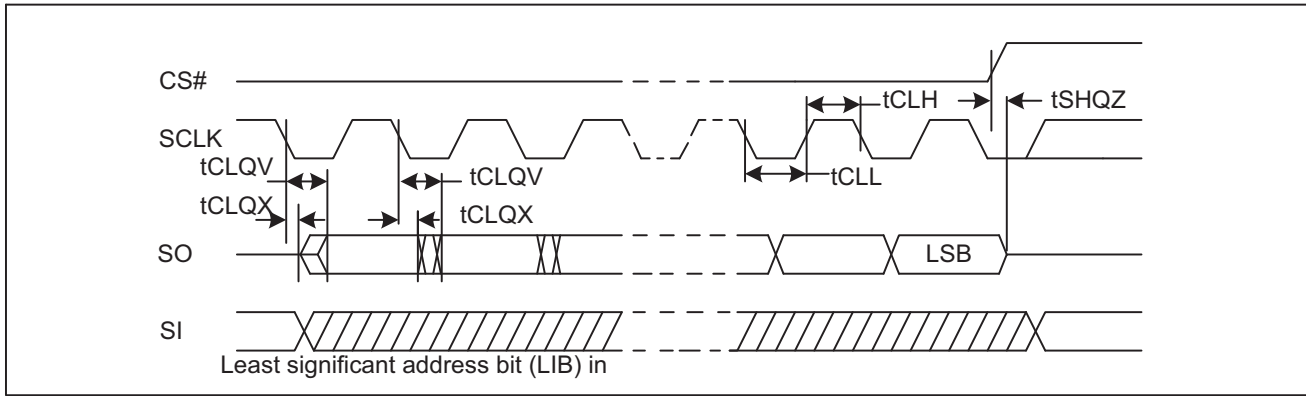 CS#
tCLH
tSHQZ
SCLK
tCLQV
tCLQV
tCLL
tCLQX
tCLQX
SO
LSB
SI
Least significant address bit (LIB) in